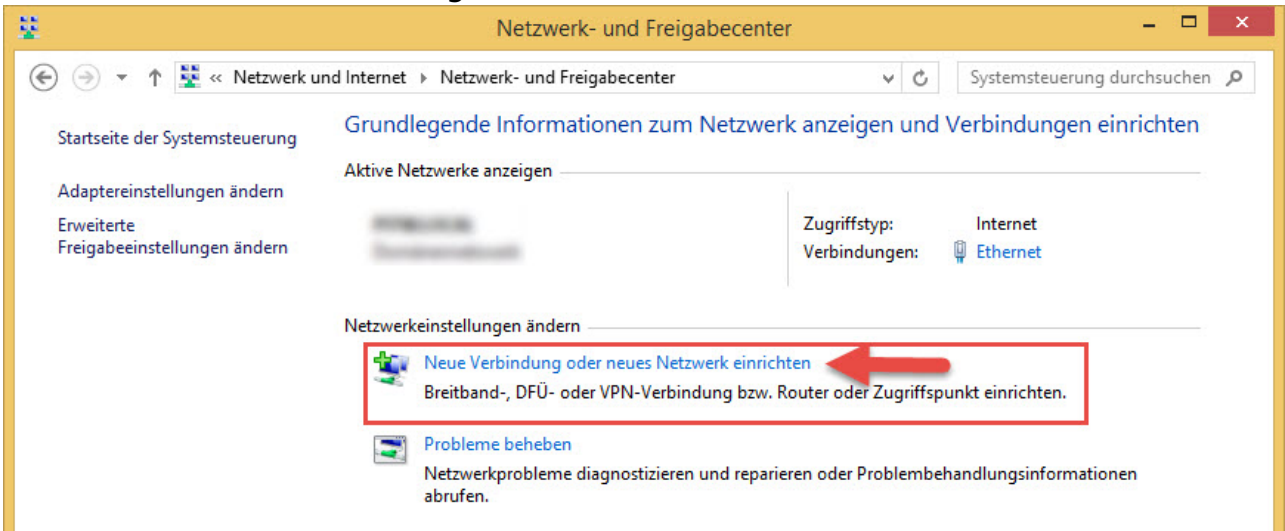 Netzwerk- und Freigabecenter
« Netzwerk und Internet ▸ Netzwerk- und Freigabecenter
Systemsteuerung durchsuchen
Startseite der Systemsteuerung
Adaptereinstellungen ändern
Erweiterte
Freigabeeinstellungen ändern
Grundlegende Informationen zum Netzwerk anzeigen und Verbindungen einrichten
Aktive Netzwerke anzeigen
Zugriffstyp: Internet
Verbindungen: Ethernet
Netzwerkeinstellungen ändern
Neue Verbindung oder neues Netzwerk einrichten
Breitband-, DFÜ- oder VPN-Verbindung bzw. Router oder Zugriffspunkt einrichten.
Probleme beheben
Netzwerkprobleme diagnostizieren und reparieren oder Problembehandlungsinformationen
abrufen.